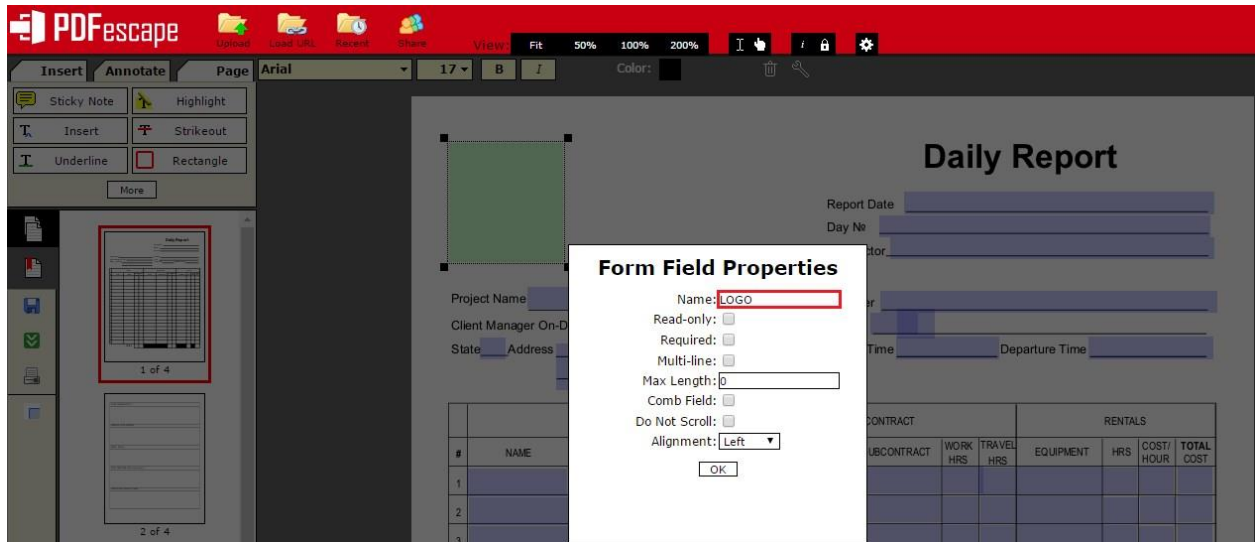 PDFescape
Upload Load URL Recent Share View: Fit 50% 100% 200% i
Insert Annotate Page Arial 17 B I Color:
Sticky Note Highlight
T Insert T Strikeout
T Underline Rectangle
More
Daily Report
Report Date
Day №
ctor
Form Field Properties
Name: LOGO
Read-only:
Required:
Multi-line:
Max Length: 0
Comb Field:
Do Not Scroll:
Alignment: Left
OK
Project Name
Client Manager On-D
State Address
er
Time Departure Time
CONTRACT RENTALS
# NAME UBCONTRACT WORK HRS TRAVEL HRS EQUIPMENT HRS COST/HOUR TOTAL COST
1
2
3
Daily Report
1 of 4
2 of 4